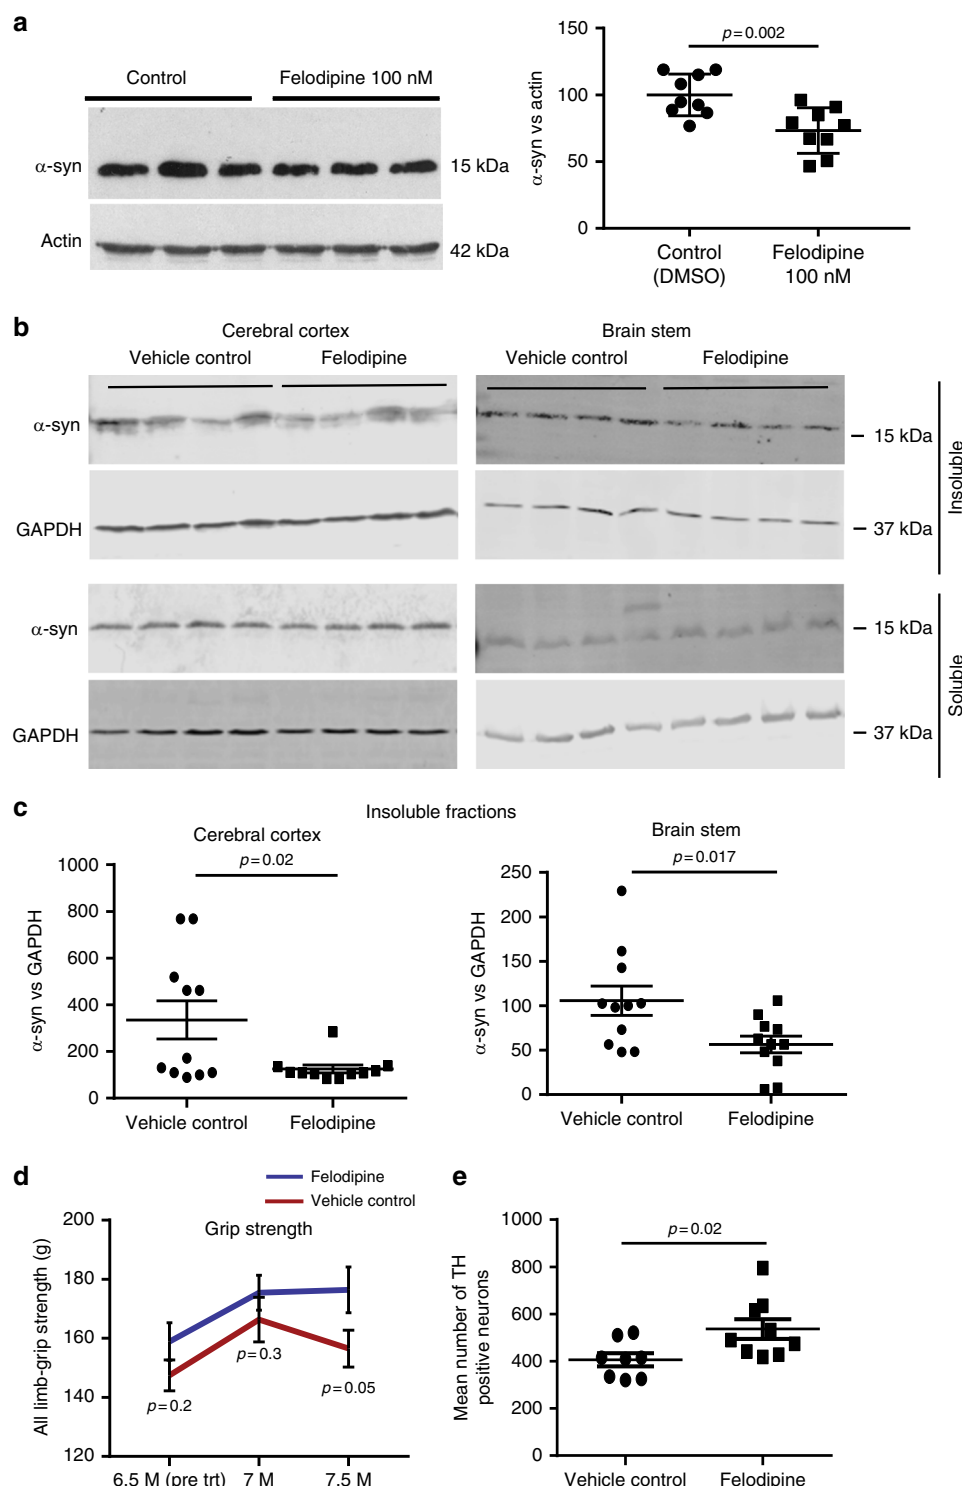 a
Control
Felodipine 100 nM
α-syn
15 kDa
Actin
42 kDa
α-syn vs actin
150
100
50
0
p=0.002
Control
(DMSO)
Felodipine
100 nM
b
Cerebral cortex
Brain stem
Vehicle control
Felodipine
Vehicle control
Felodipine
α-syn
15 kDa
GAPDH
37 kDa
Insoluble
α-syn
15 kDa
GAPDH
37 kDa
Soluble
c
Insoluble fractions
Cerebral cortex
p=0.02
α-syn vs GAPDH
1000
800
600
400
200
0
Vehicle control
Felodipine
Brain stem
p=0.017
α-syn vs GAPDH
250
200
150
100
50
0
Vehicle control
Felodipine
d
Felodipine
Vehicle control
Grip strength
All limb-grip strength (g)
200
180
160
140
120
p=0.2
p=0.3
p=0.05
6.5 M (pre trt)
7 M
7.5 M
e
p=0.02
Mean number of TH
positive neurons
1000
800
600
400
200
0
Vehicle control
Felodipine